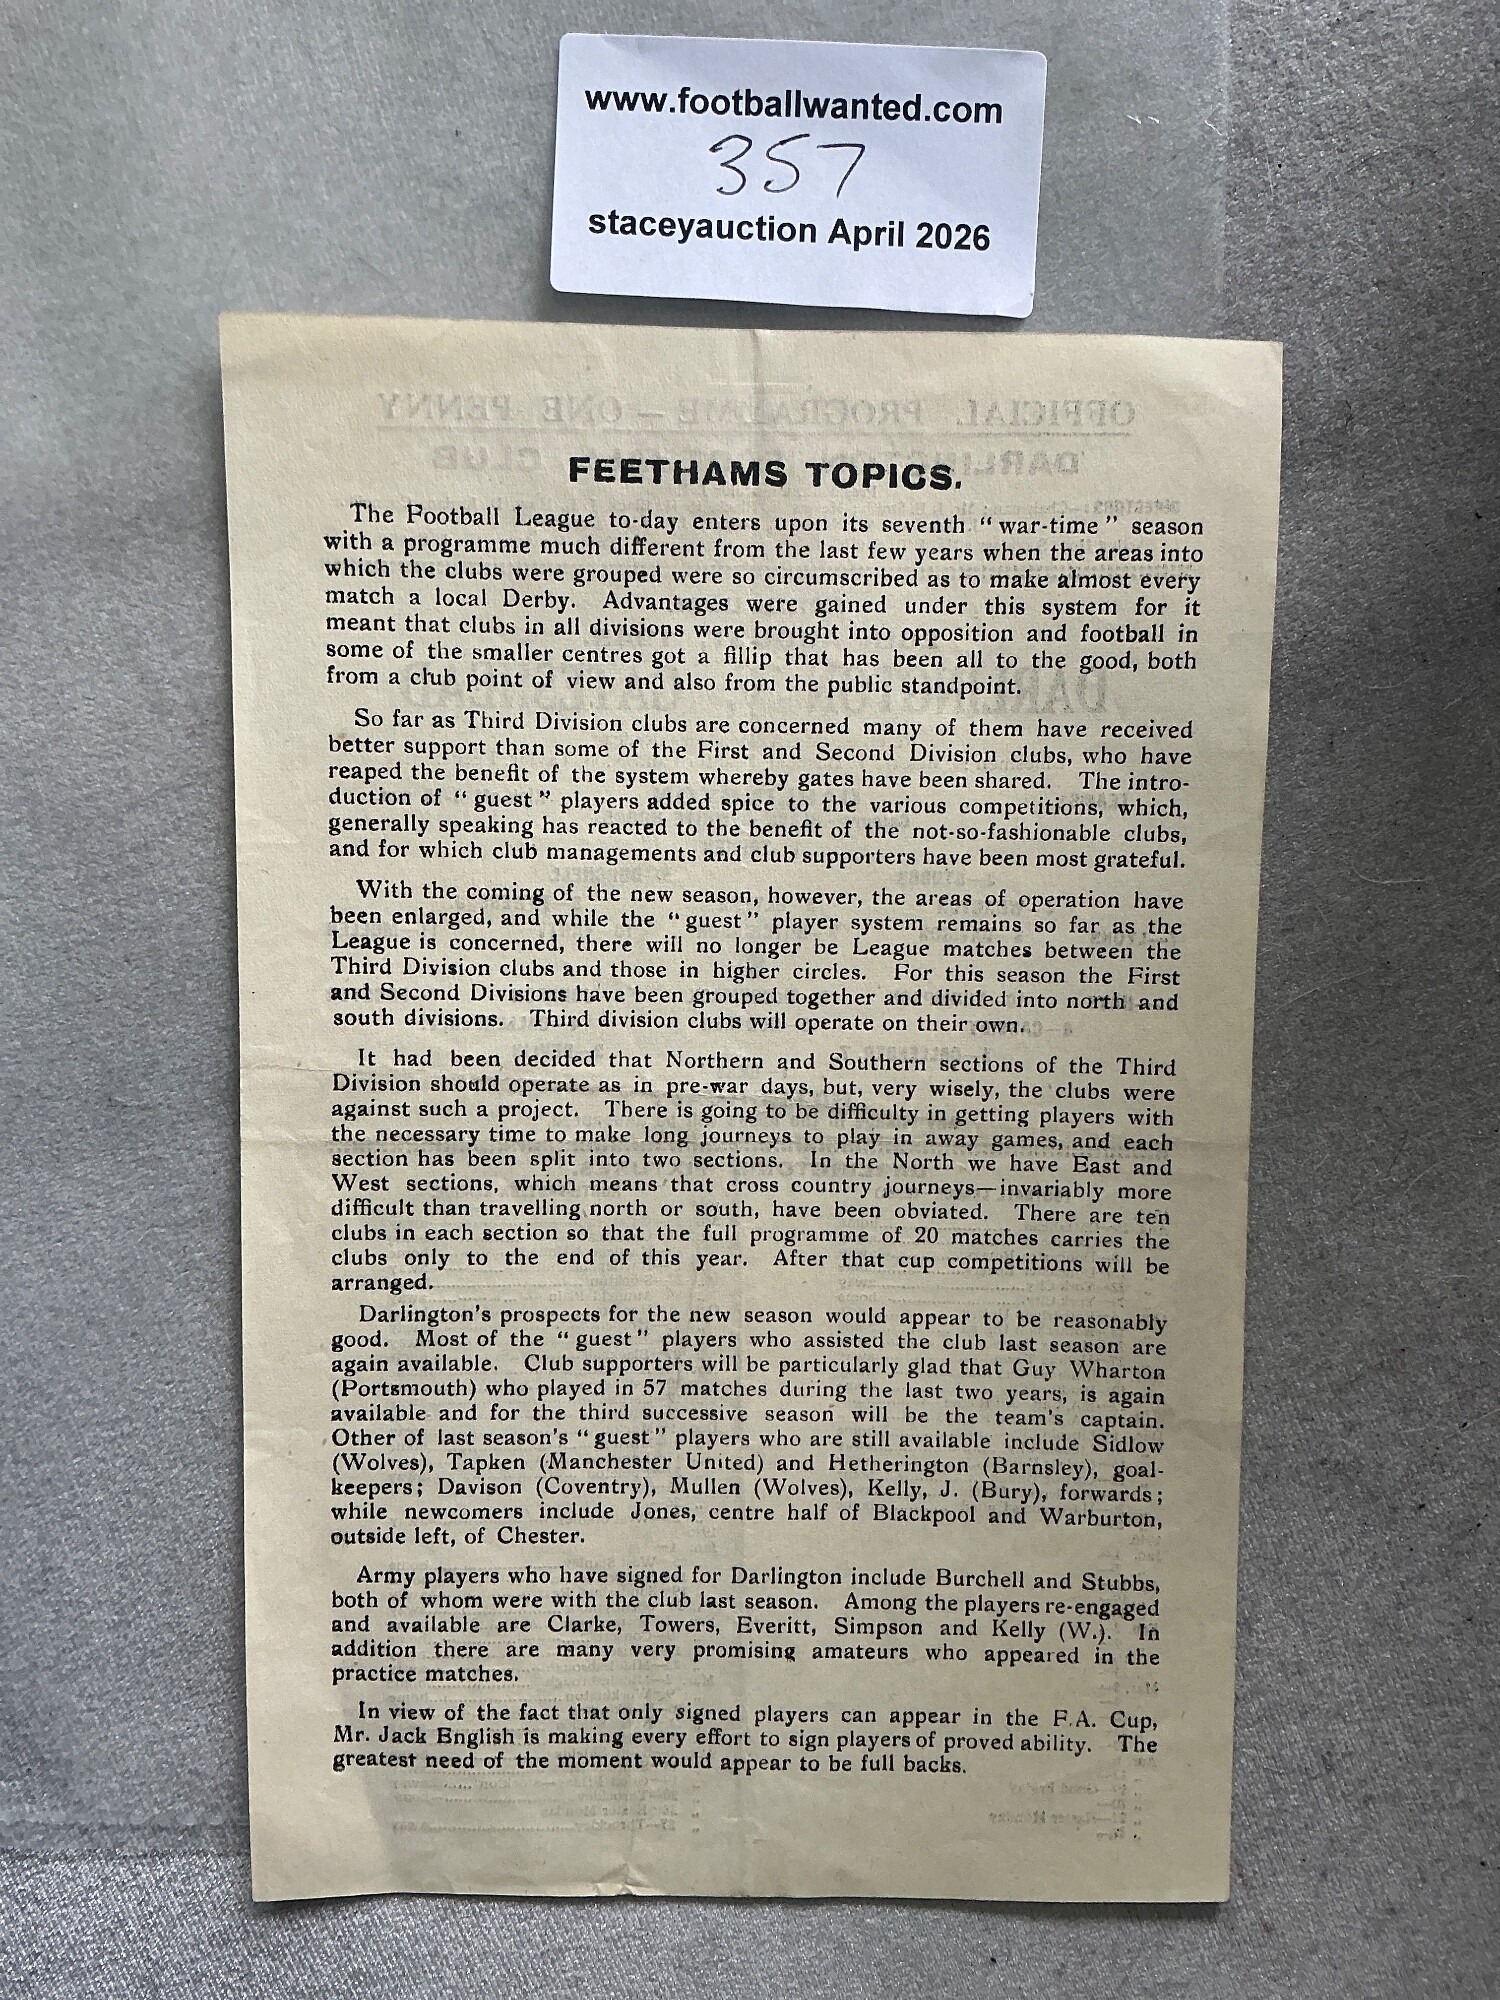 www.footballwanted.com
357
staceyauction April 2026
OFFICIAL PROGRAMME — ONE PENNY
FEETHAMS TOPICS.
The Football League to-day enters upon its seventh "war-time" season
with a programme much different from the last few years when the areas into
which the clubs were grouped were so circumscribed as to make almost every
match a local Derby. Advantages were gained under this system for it
meant that clubs in all divisions were brought into opposition and football in
some of the smaller centres got a fillip that has been all to the good, both
from a club point of view and also from the public standpoint.
So far as Third Division clubs are concerned many of them have received
better support than some of the First and Second Division clubs, who have
reaped the benefit of the system whereby gates have been shared. The intro-
duction of "guest" players added spice to the various competitions, which,
generally speaking has reacted to the benefit of the not-so-fashionable clubs,
and for which club managements and club supporters have been most grateful.
With the coming of the new season, however, the areas of operation have
been enlarged, and while the "guest" player system remains so far as the
League is concerned, there will no longer be League matches between the
Third Division clubs and those in higher circles. For this season the First
and Second Divisions have been grouped together and divided into north and
south divisions. Third division clubs will operate on their own.
It had been decided that Northern and Southern sections of the Third
Division should operate as in pre-war days, but, very wisely, the clubs were
against such a project. There is going to be difficulty in getting players with
the necessary time to make long journeys to play in away games, and each
section has been split into two sections. In the North we have East and
West sections, which means that cross country journeys—invariably more
difficult than travelling north or south, have been obviated. There are ten
clubs in each section so that the full programme of 20 matches carries the
clubs only to the end of this year. After that cup competitions will be
arranged.
Darlington's prospects for the new season would appear to be reasonably
good. Most of the "guest" players who assisted the club last season are
again available. Club supporters will be particularly glad that Guy Wharton
(Portsmouth) who played in 57 matches during the last two years, is again
available and for the third successive season will be the team's captain.
Other of last season's "guest" players who are still available include Sidlow
(Wolves), Tapken (Manchester United) and Hetherington (Barnsley), goal-
keepers; Davison (Coventry), Mullen (Wolves), Kelly, J. (Bury), forwards;
while newcomers include Jones, centre half of Blackpool and Warburton,
outside left, of Chester.
Army players who have signed for Darlington include Burchell and Stubbs,
both of whom were with the club last season. Among the players re-engaged
and available are Clarke, Towers, Everitt, Simpson and Kelly (W.). In
addition there are many very promising amateurs who appeared in the
practice matches.
In view of the fact that only signed players can appear in the F.A. Cup,
Mr. Jack English is making every effort to sign players of proved ability. The
greatest need of the moment would appear to be full backs.